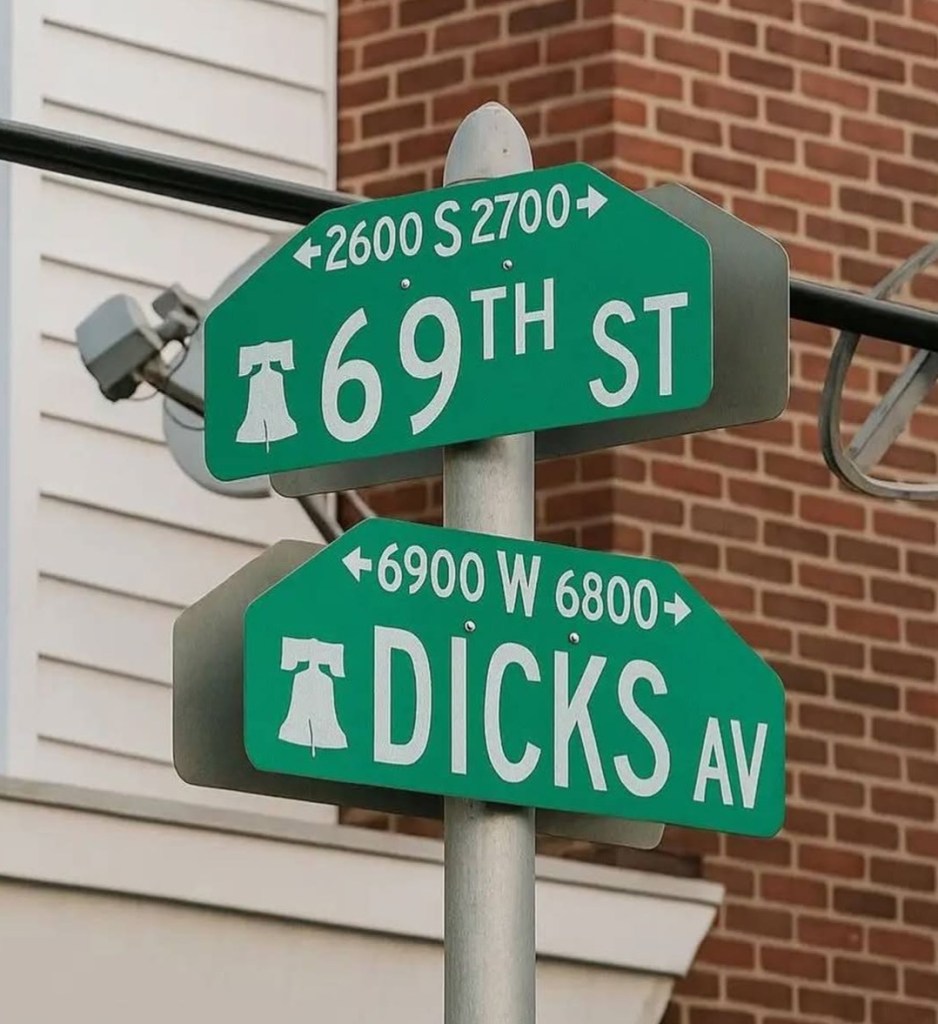 ←2600 S 2700→
69TH ST
←6900 W 6800→
DICKS AV